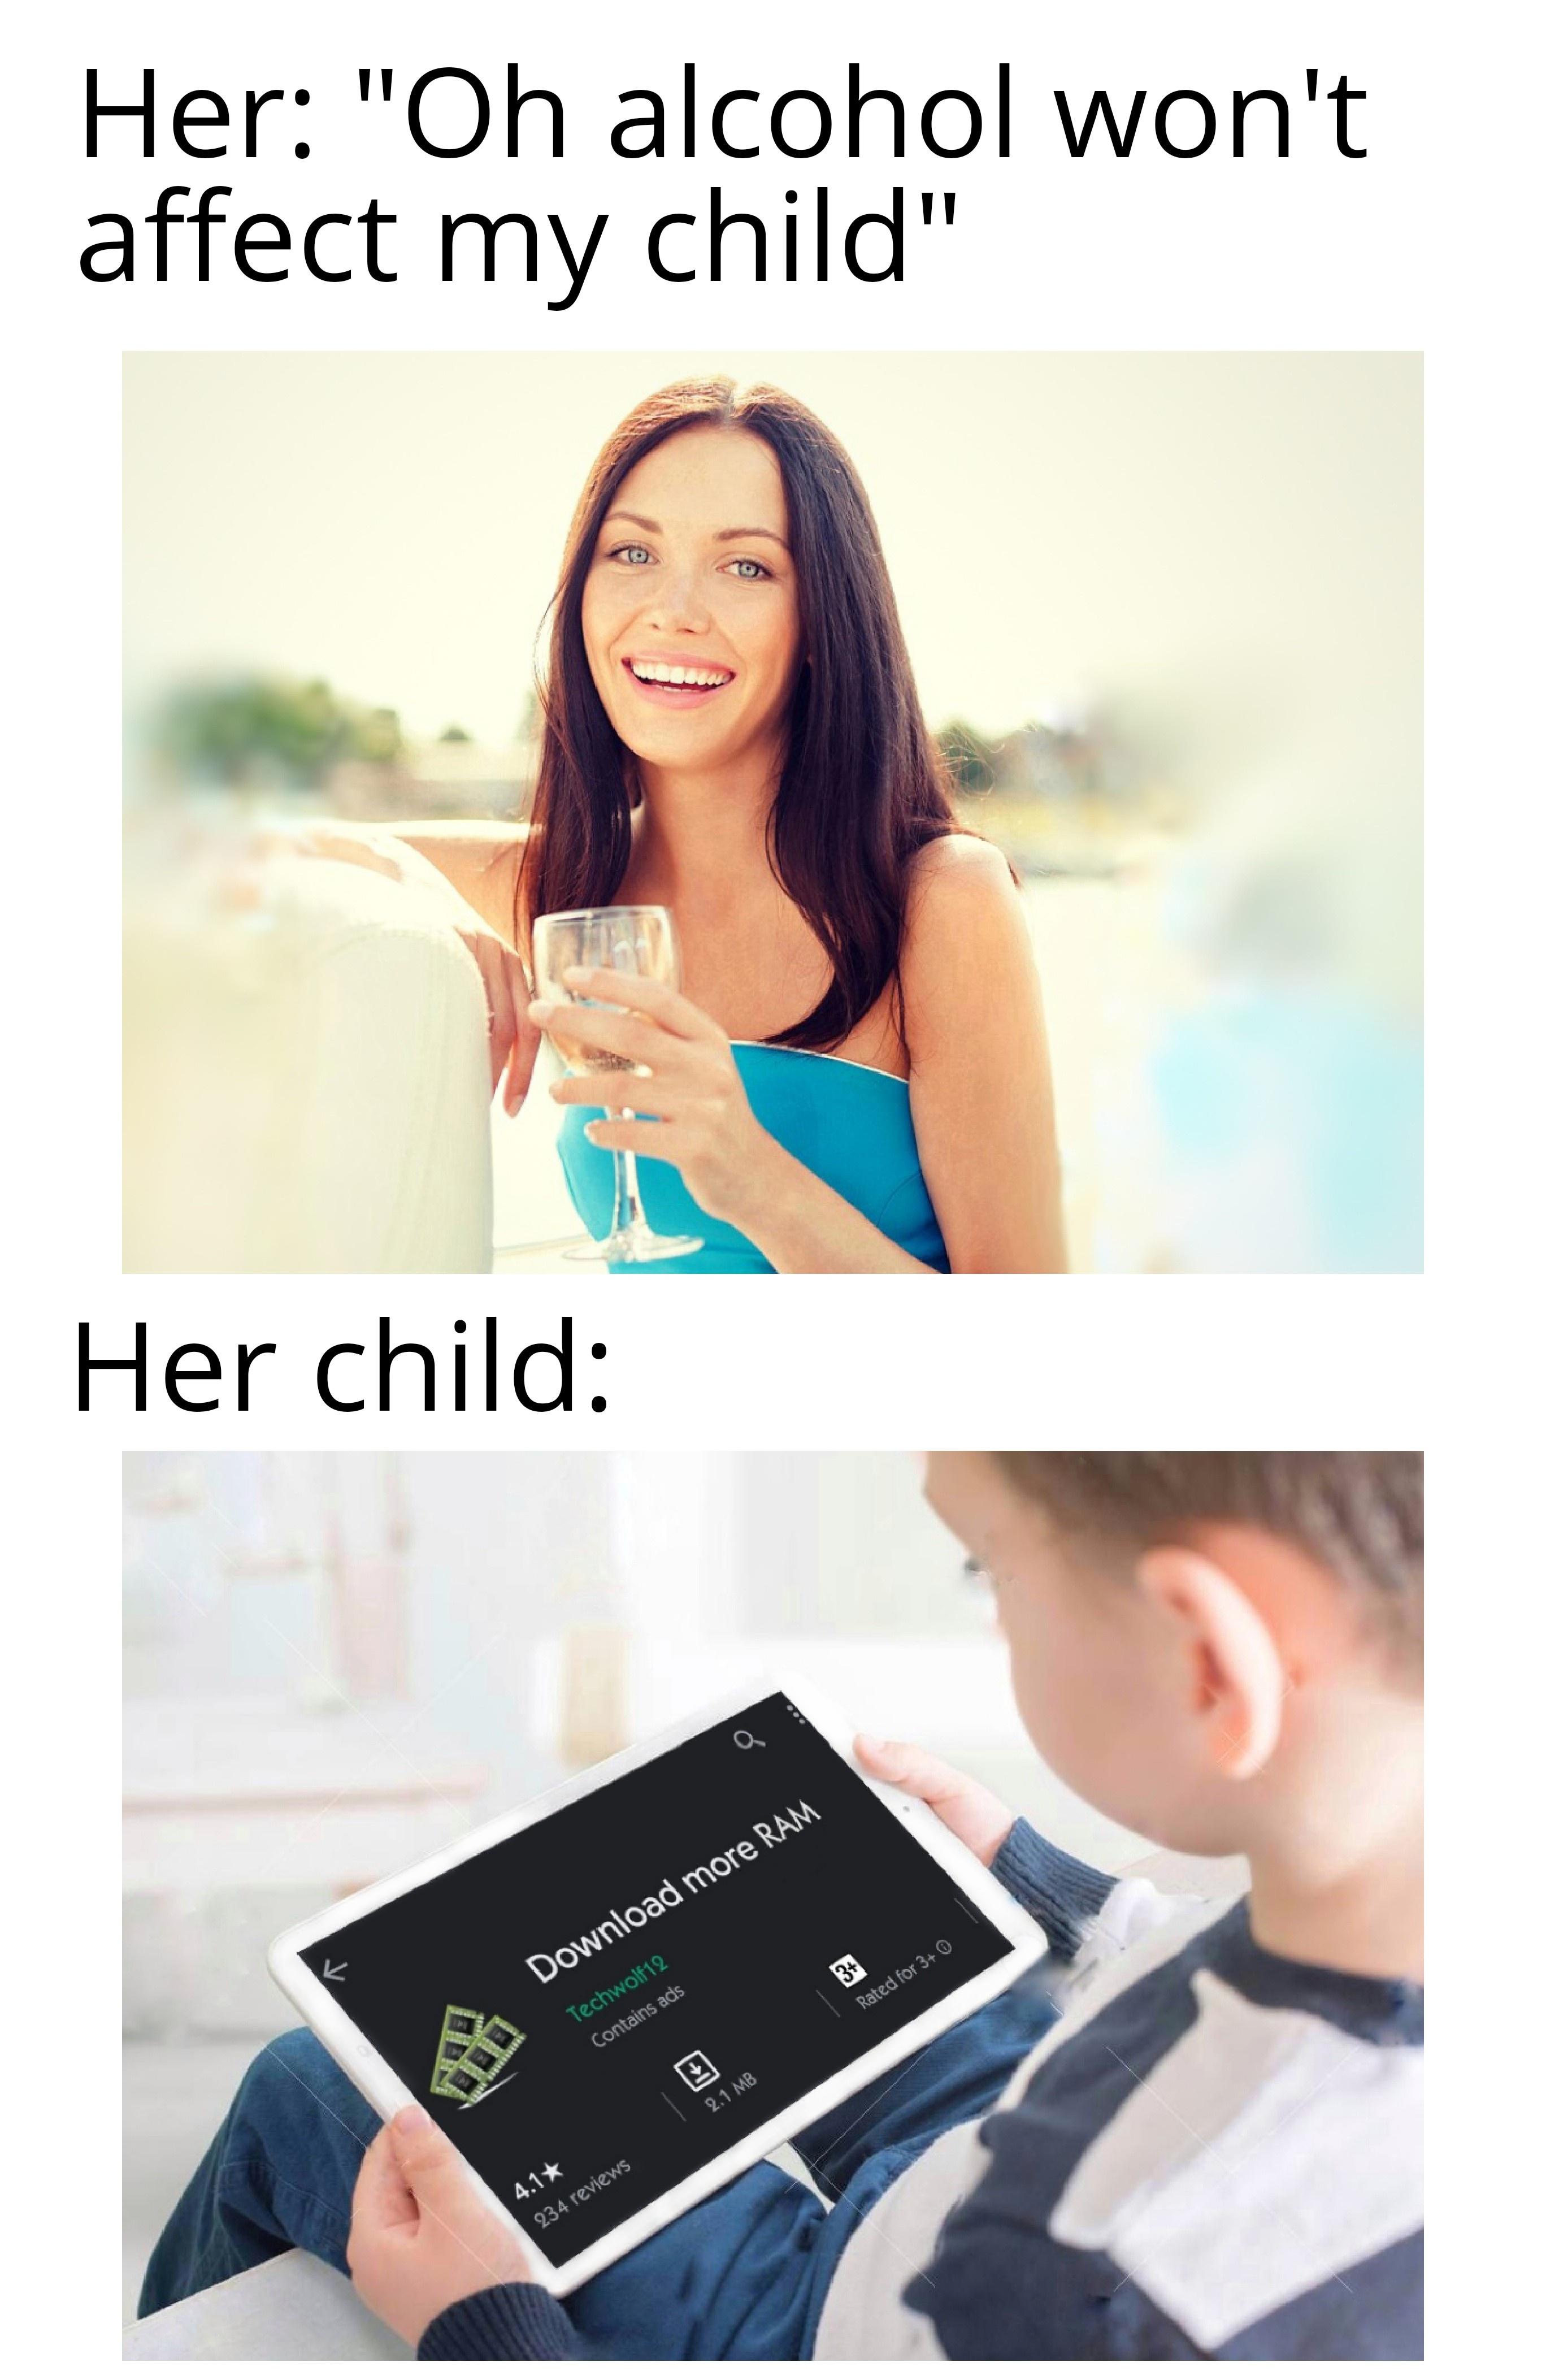 Her: "Oh alcohol won't
affect my child"
Her child:
Download more RAM
Techwolf12
Contains ads
4.1★
234 reviews
2.1 MB
3+
Rated for 3+